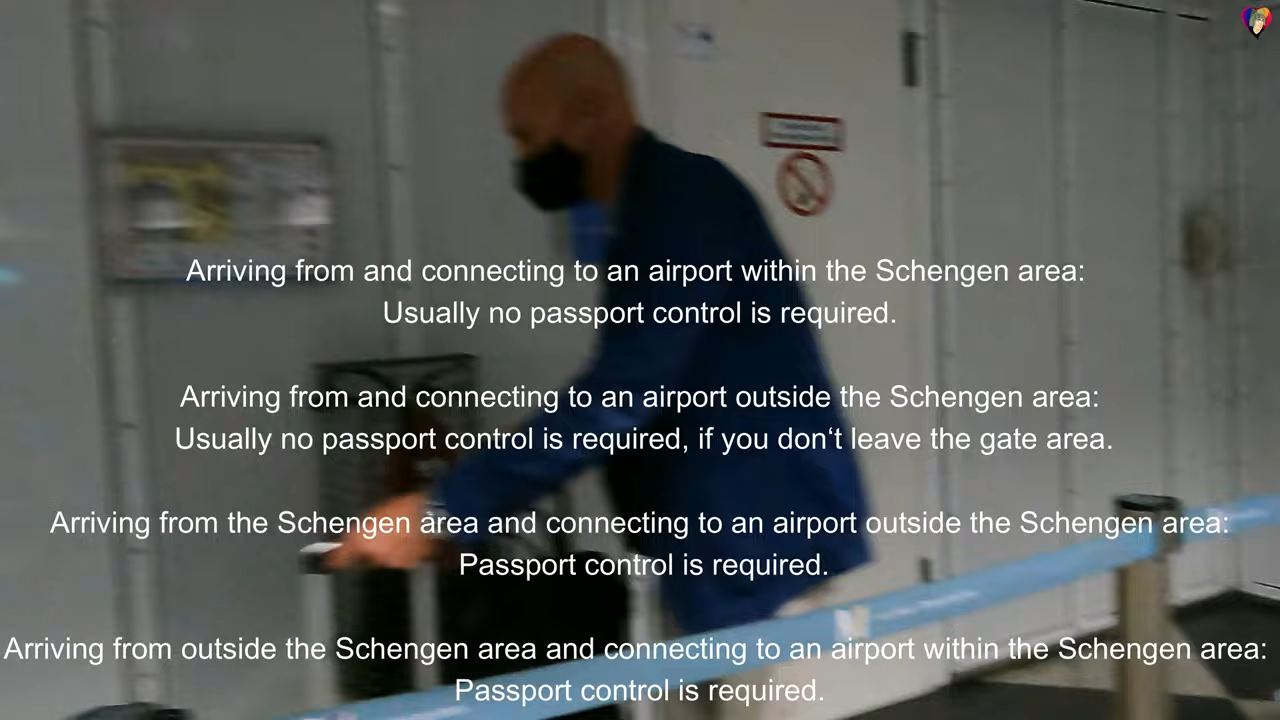 Arriving from and connecting to an airport within the Schengen area:
Usually no passport control is required.
Arriving from and connecting to an airport outside the Schengen area:
Usually no passport control is required, if you don‘t leave the gate area.
Arriving from the Schengen area and connecting to an airport outside the Schengen area:
Passport control is required.
Arriving from outside the Schengen area and connecting to an airport within the Schengen area:
Passport control is required.